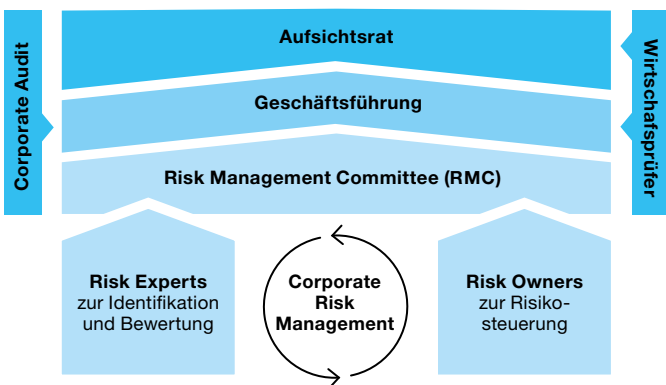 Corporate Audit
Aufsichtsrat
Geschäftsführung
Risk Management Committee (RMC)
Wirtschafsprüfer
Risk Experts
zur Identifikation
und Bewertung
Corporate
Risk
Management
Risk Owners
zur Risiko-
steuerung